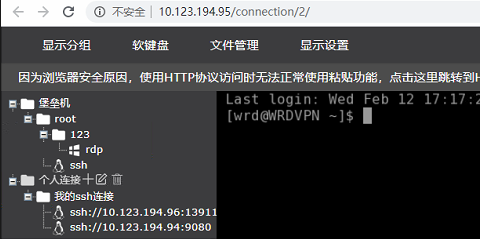 不安全 | 10.123.194.95/connection/2/
显示分组 软键盘 文件管理 显示设置
因为浏览器安全原因，使用HTTP协议访问时无法正常使用粘贴功能，点击这里跳转到H
堡垒机
root
123
rdp
ssh
个人连接
我的ssh连接
ssh://10.123.194.96:13911
ssh://10.123.194.94:9080
Last login: Wed Feb 12 17:17:2
[wrd@WRDVPN ~]$